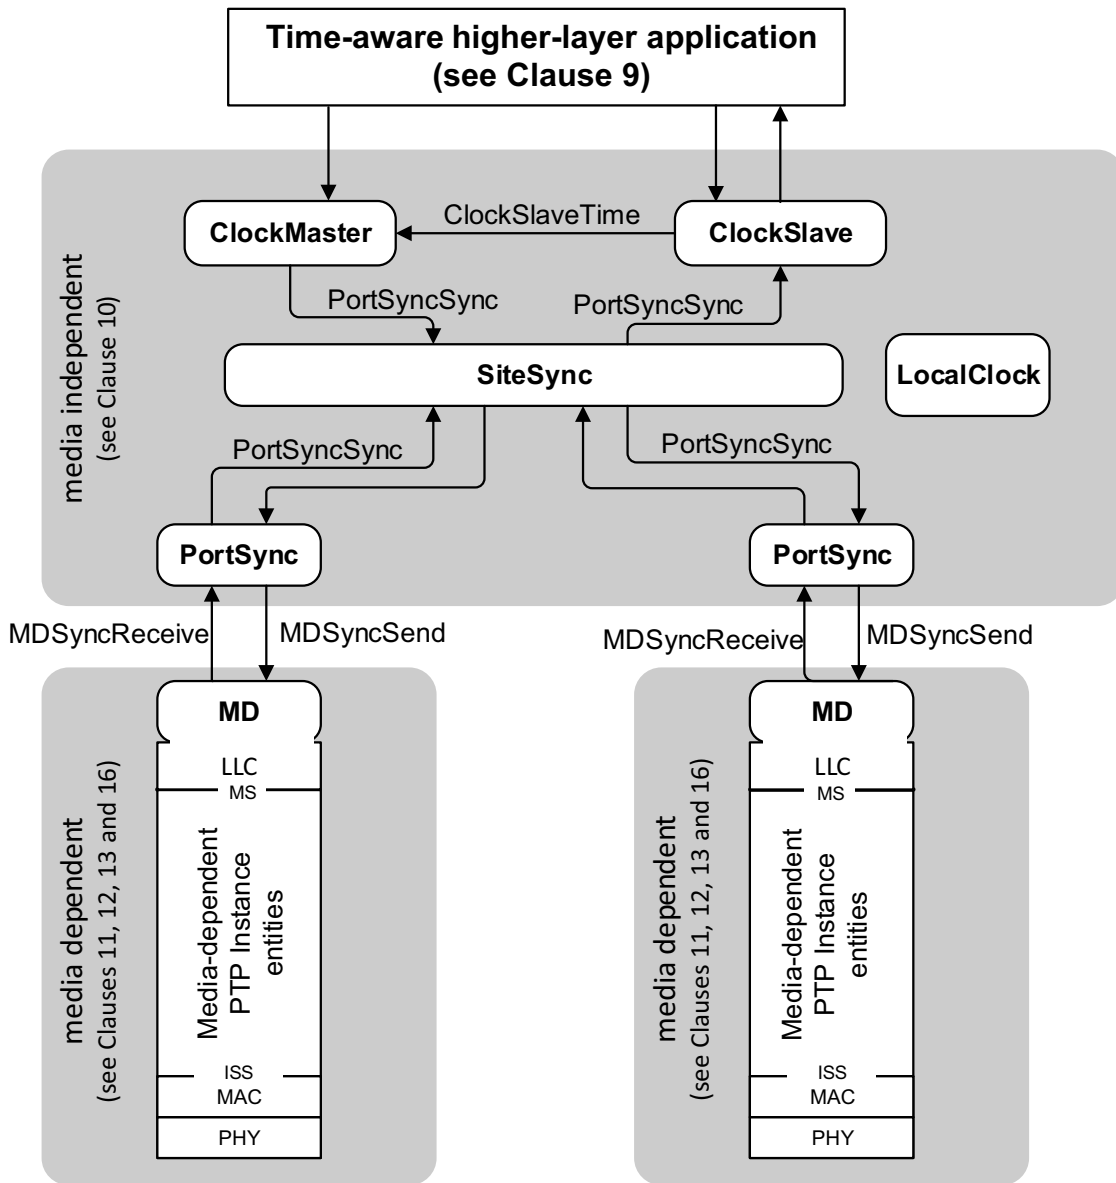 Time-aware higher-layer application
(see Clause 9)
media independent
(see Clause 10)
ClockMaster
ClockSlaveTime
ClockSlave
PortSyncSync
PortSyncSync
SiteSync
LocalClock
PortSyncSync
PortSyncSync
PortSync
PortSync
MDSyncReceive
MDSyncSend
MDSyncReceive
MDSyncSend
media dependent
(see Clauses 11, 12, 13 and 16)
MD
LLC
MS
Media-dependent
PTP Instance
entities
ISS
MAC
PHY
media dependent
(see Clauses 11, 12, 13 and 16)
MD
LLC
MS
Media-dependent
PTP Instance
entities
ISS
MAC
PHY